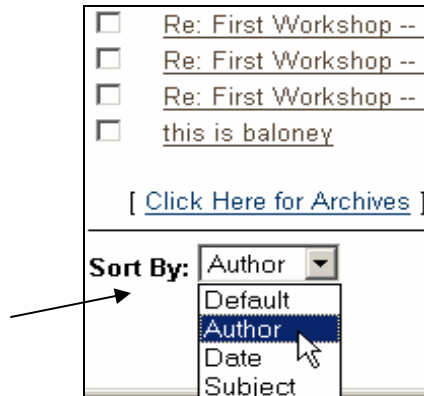 Re: First Workshop --
Re: First Workshop --
Re: First Workshop --
this is baloney
[ Click Here for Archives ]
Sort By: Author
Default
Author
Date
Subject